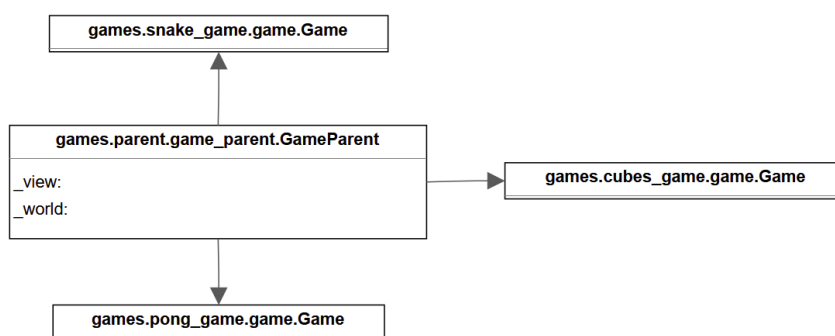 games.snake_game.game.Game
games.parent.game_parent.GameParent
_view:
_world:
games.cubes_game.game.Game
games.pong_game.game.Game